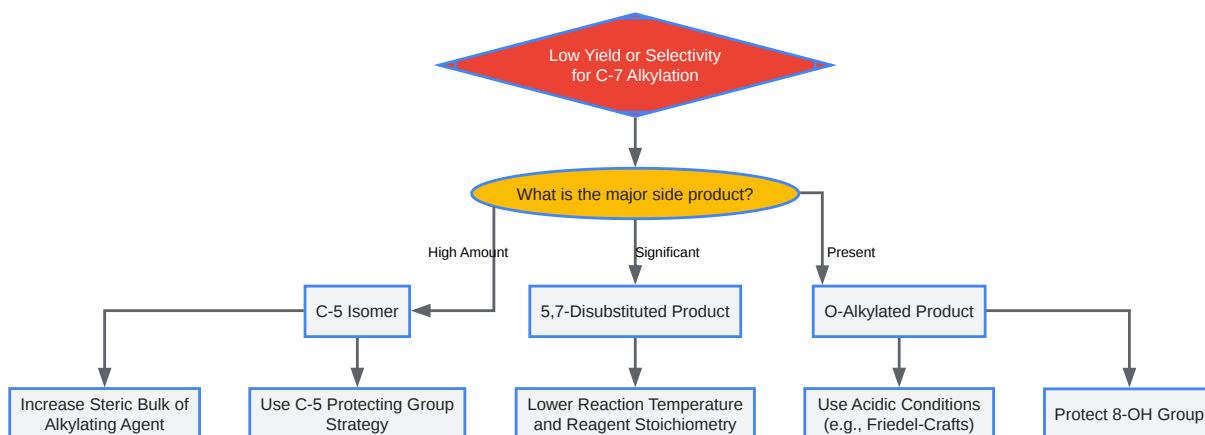 Low Yield or Selectivity
for C-7 Alkylation
What is the major side product?
High Amount
Significant
Present
C-5 Isomer
5,7-Disubstituted Product
O-Alkylated Product
Increase Steric Bulk of
Alkylating Agent
Use C-5 Protecting Group
Strategy
Lower Reaction Temperature
and Reagent Stoichiometry
Use Acidic Conditions
(e.g., Friedel-Crafts)
Protect 8-OH Group